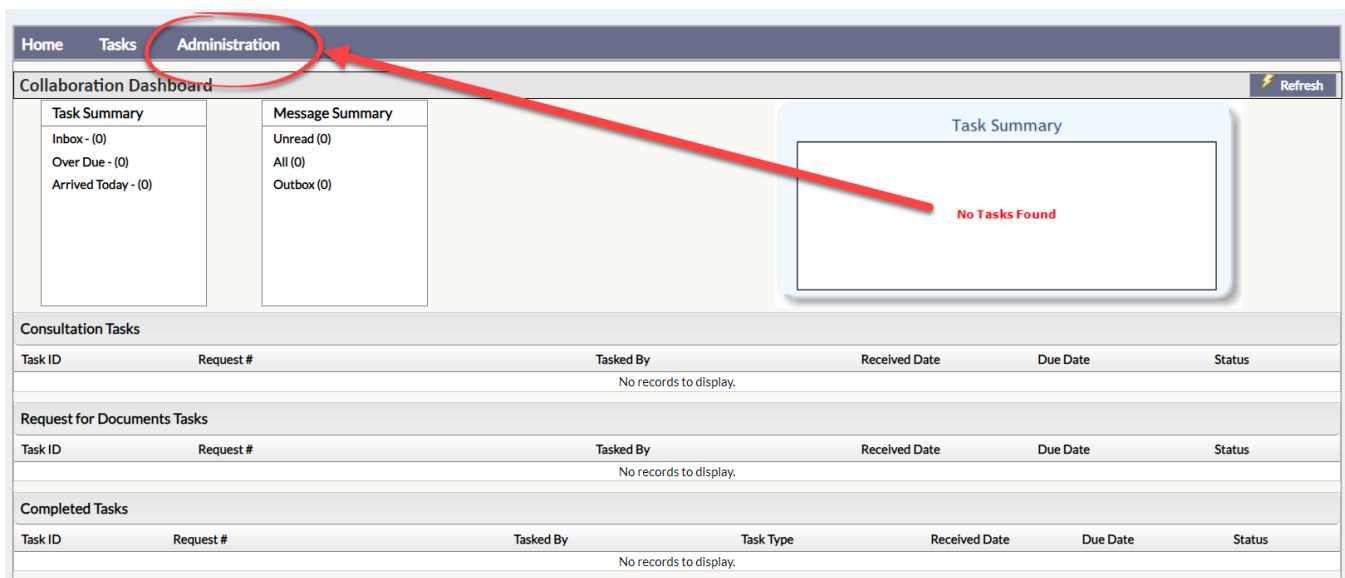 Home Tasks Administration
Collaboration Dashboard Refresh
Task Summary Message Summary Task Summary
Inbox - (0) Unread (0)
Over Due - (0) All (0)
Arrived Today - (0) Outbox (0)
No Tasks Found
Consultation Tasks
Task ID Request # Tasked By Received Date Due Date Status
No records to display.
Request for Documents Tasks
Task ID Request # Tasked By Received Date Due Date Status
No records to display.
Completed Tasks
Task ID Request # Tasked By Task Type Received Date Due Date Status
No records to display.